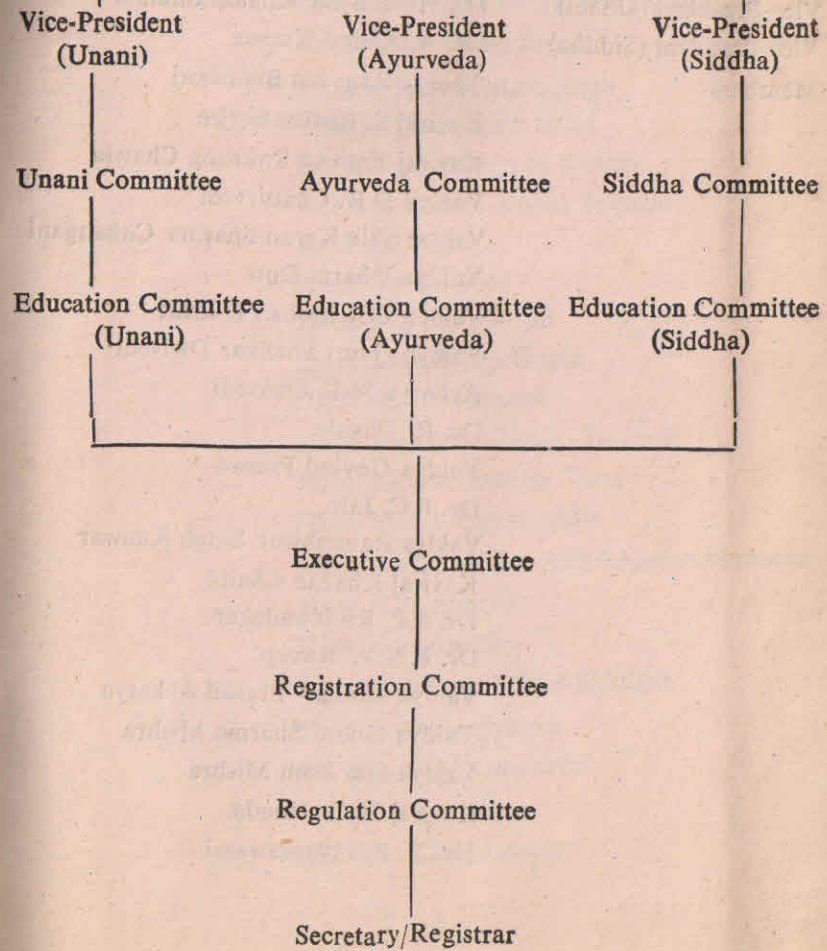 Vice-President Vice-President Vice-President
(Unani) (Ayurveda) (Siddha)
Unani Committee Ayurveda Committee Siddha Committee
Education Committee Education Committee Education Committee
(Unani) (Ayurveda) (Siddha)
Executive Committee
Registration Committee
Regulation Committee
Secretary/Registrar